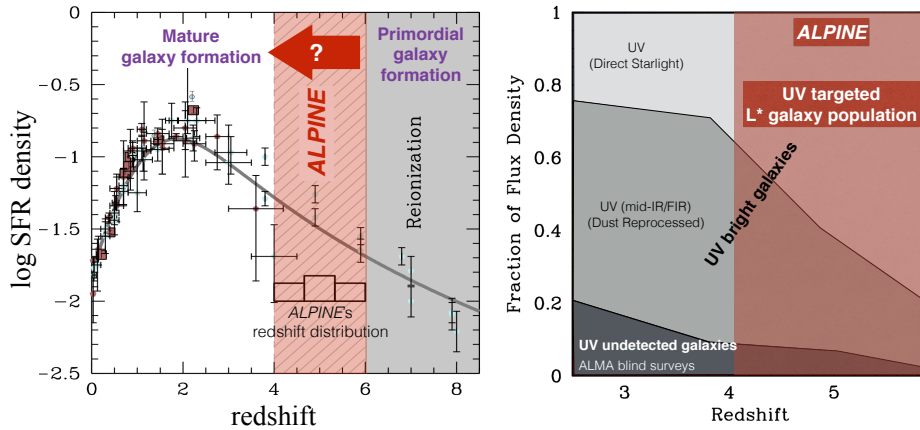 0
-0.5
-1
-1.5
-2
-2.5
log SFR density
0
2
4
6
8
redshift
Mature
galaxy formation
?
Primordial
galaxy
formation
ALPINE
Reionization
ALPINE's
redshift distribution
1
0.8
0.6
0.4
0.2
0
Fraction of Flux Density
3
4
5
Redshift
UV
(Direct Starlight)
ALPINE
UV targeted
L* galaxy population
UV (mid-IR/FIR)
(Dust Reprocessed)
UV bright galaxies
UV undetected galaxies
ALMA blind surveys